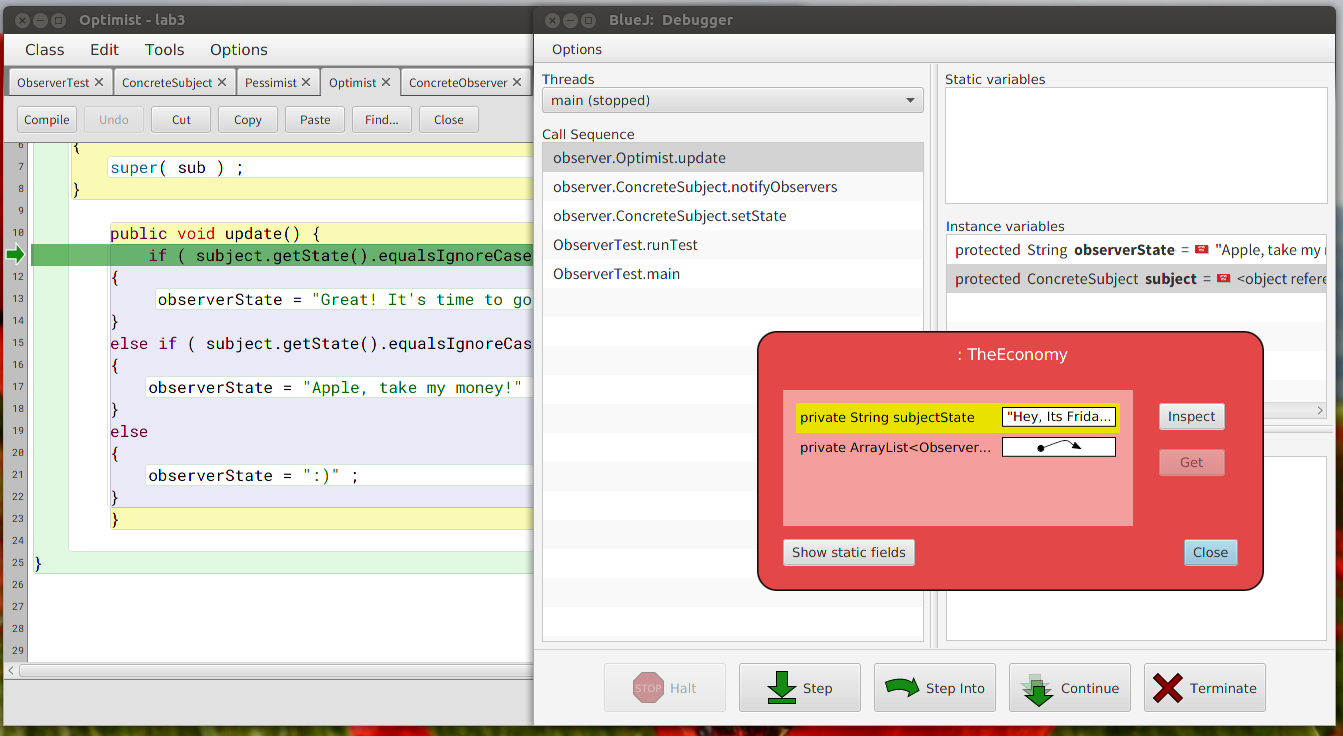 Optimist - lab3
Class Edit Tools Options
ObserverTest ConcreteSubject Pessimist Optimist ConcreteObserver
Compile Undo Cut Copy Paste Find... Close
6 {
7 super( sub ) ;
8 }
9
10 public void update() {
if ( subject.getState().equalsIgnoreCase
12 {
13 observerState = "Great! It's time to go
14 }
15 else if ( subject.getState().equalsIgnoreCas
16 {
17 observerState = "Apple, take my money!"
18 }
19 else
20 {
21 observerState = ":)" ;
22 }
23 }
24
25 }
26
27
28
29
BlueJ: Debugger
Options
Threads
main (stopped)
Call Sequence
observer.Optimist.update
observer.ConcreteSubject.notifyObservers
observer.ConcreteSubject.setState
ObserverTest.runTest
ObserverTest.main
Static variables
Instance variables
protected String observerState = "Apple, take my
protected ConcreteSubject subject = <object refere
: TheEconomy
private String subjectState "Hey, Its Frida...
private ArrayList<Observer...
Inspect
Get
Show static fields
Close
STOP Halt Step Step Into Continue Terminate